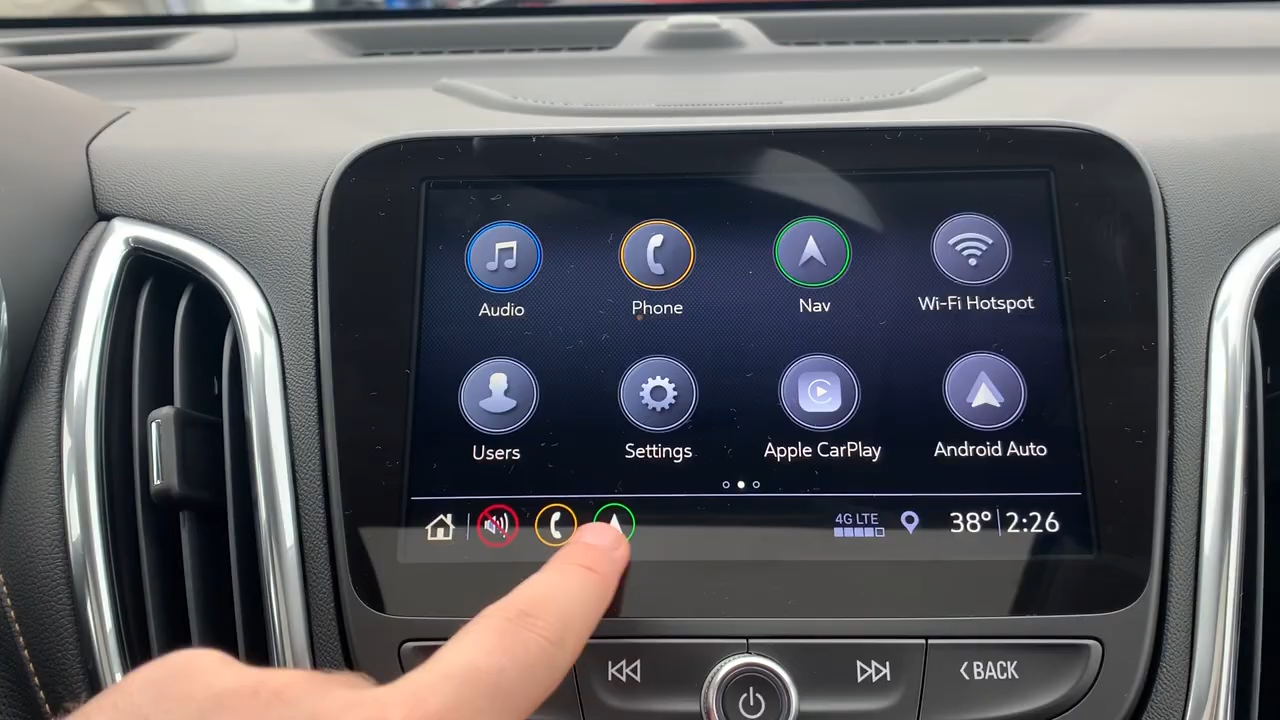 Audio Phone Nav Wi-Fi Hotspot
Users Settings Apple CarPlay Android Auto
4G LTE 38° 2:26
BACK